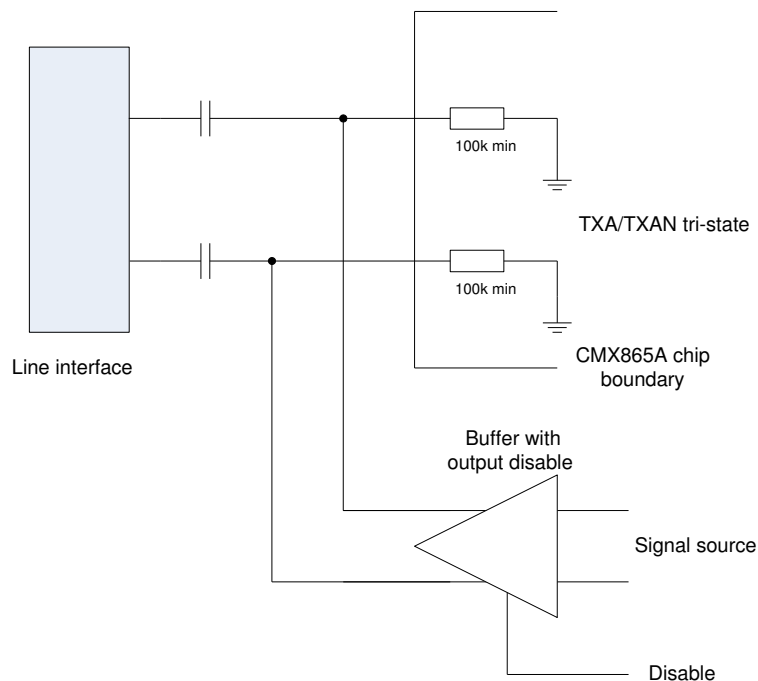 100k min
TXA/TXAN tri-state
100k min
Line interface
CMX865A chip
boundary
Buffer with
output disable
Signal source
Disable